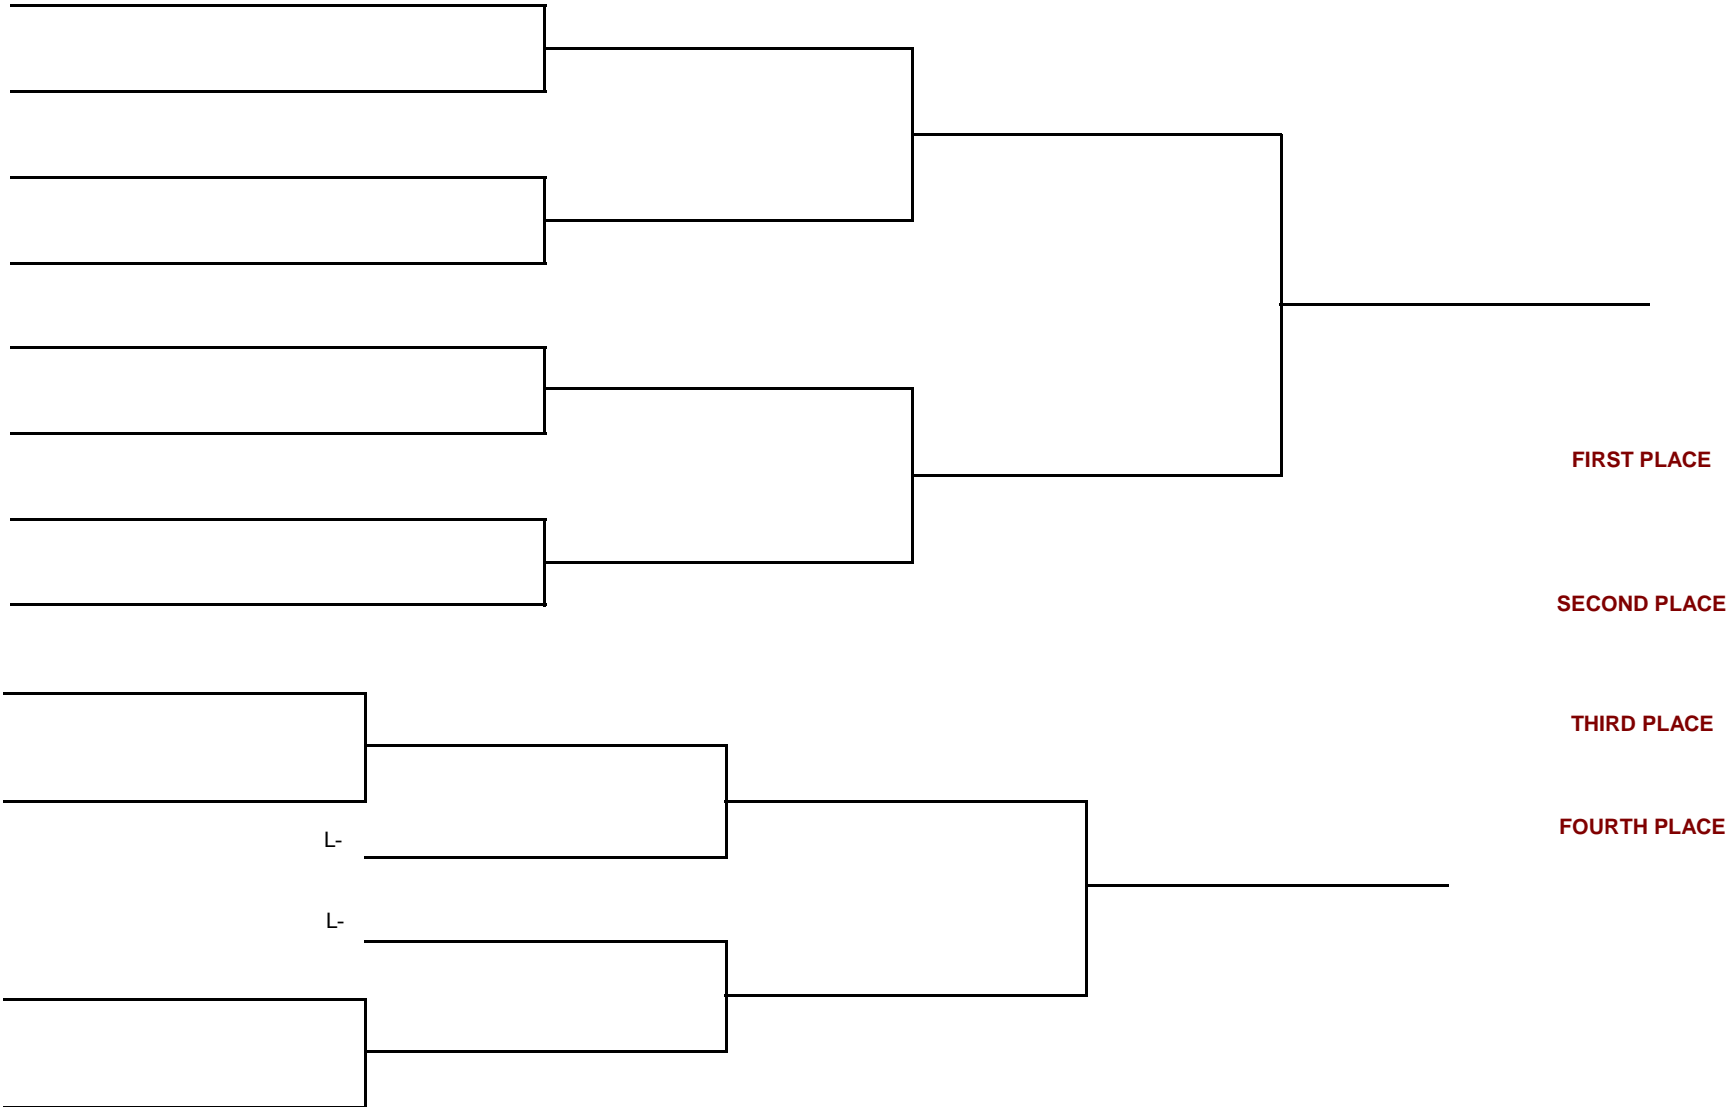 FIRST PLACE
SECOND PLACE
THIRD PLACE
FOURTH PLACE
L-
L-